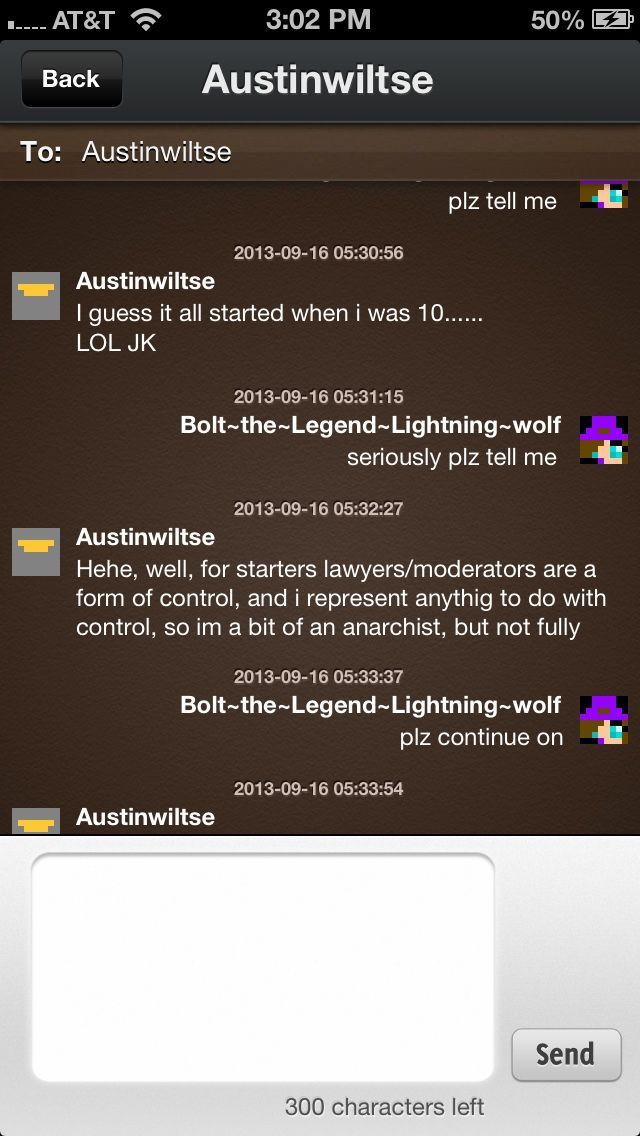 AT&T 3:02 PM 50%
Back Austinwiltse
To: Austinwiltse
plz tell me
2013-09-16 05:30:56
Austinwiltse
I guess it all started when i was 10......
LOL JK
2013-09-16 05:31:15
Bolt~the~Legend~Lightning~wolf
seriously plz tell me
2013-09-16 05:32:27
Austinwiltse
Hehe, well, for starters lawyers/moderators are a
form of control, and i represent anythig to do with
control, so im a bit of an anarchist, but not fully
2013-09-16 05:33:37
Bolt~the~Legend~Lightning~wolf
plz continue on
2013-09-16 05:33:54
Austinwiltse
Send
300 characters left